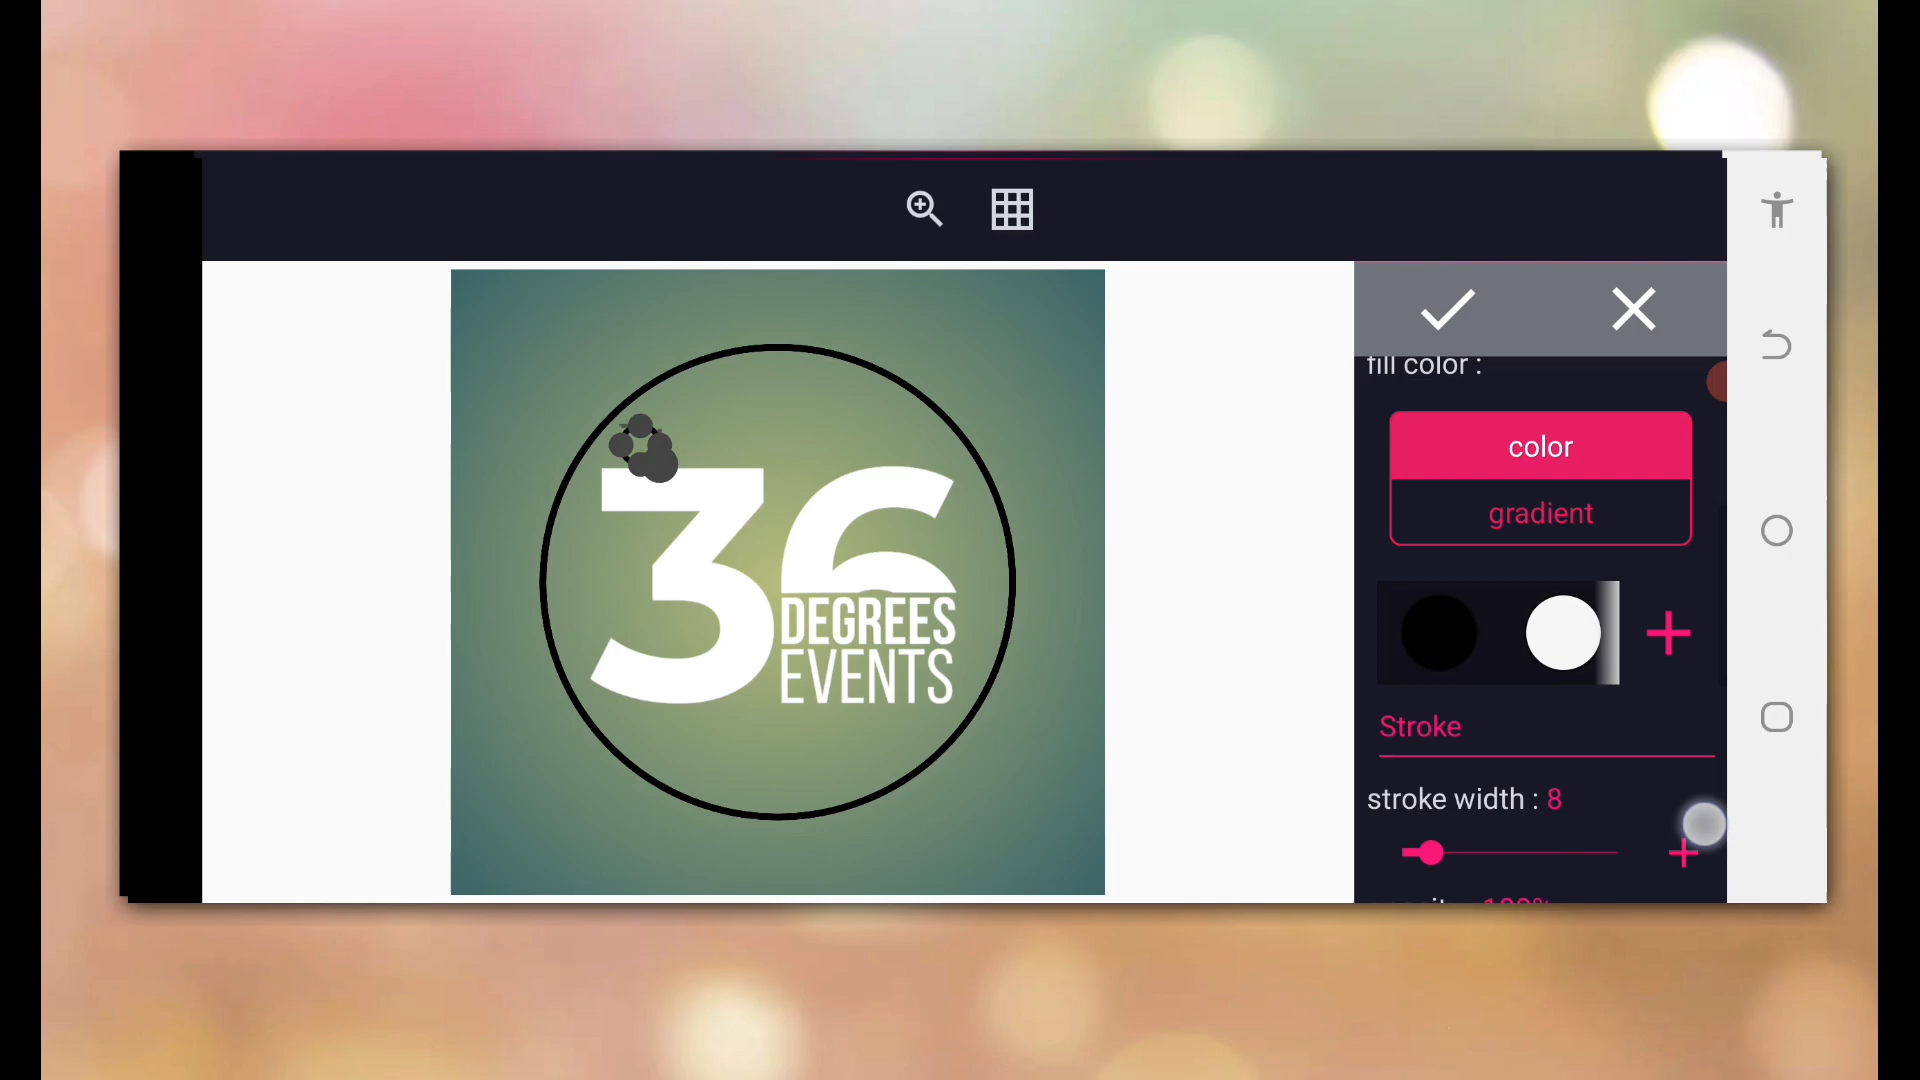 36
DEGREES
EVENTS
fill color :
color
gradient
Stroke
stroke width : 8